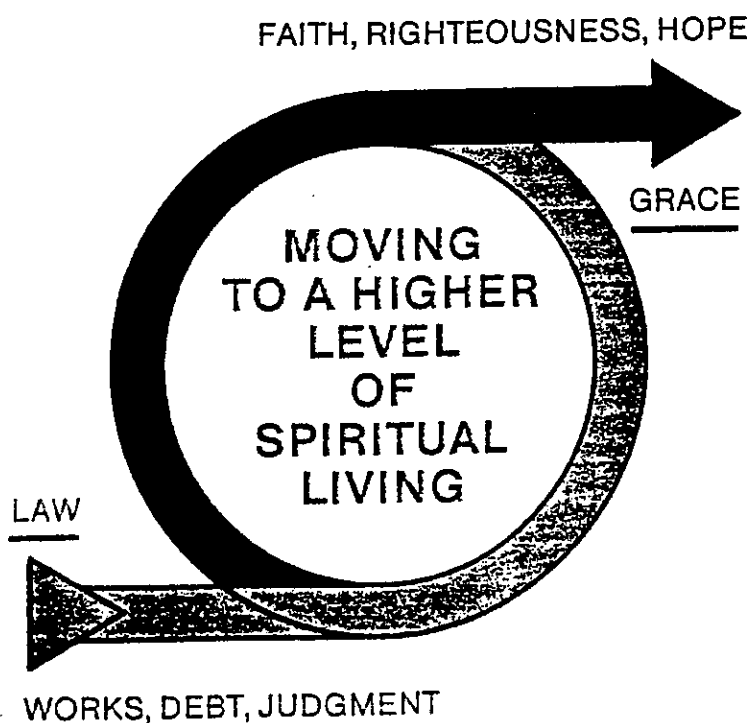 FAITH, RIGHTEOUSNESS, HOPE
GRACE
MOVING
TO A HIGHER
LEVEL
OF
SPIRITUAL
LIVING
LAW
WORKS, DEBT, JUDGMENT